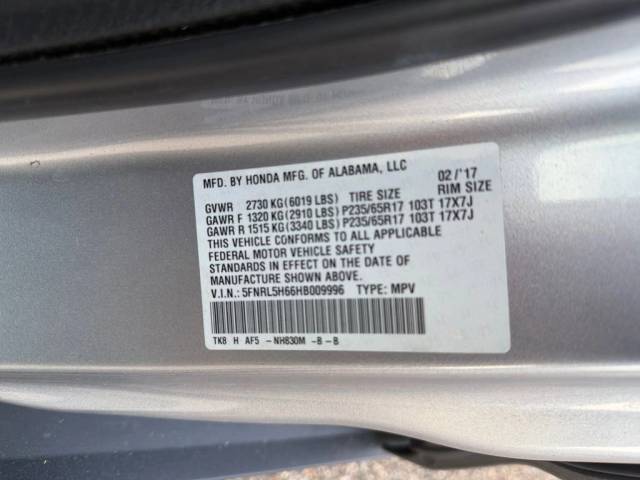 MFD. BY HONDA MFG. OF ALABAMA, LLC 02/'17
GVWR 2730 KG(6019 LBS) TIRE SIZE RIM SIZE
GAWR F 1320 KG(2910 LBS)P235/65R17 103T 17X7J
GAWR R 1515 KG(3340 LBS)P235/65R17 103T 17X7J
THIS VEHICLE CONFORMS TO ALL APPLICABLE
FEDERAL MOTOR VEHICLE SAFETY
STANDARDS IN EFFECT ON THE DATE OF
MANUFACTURE SHOWN ABOVE.
V.I.N.: 5FNRL5H66HB009996 TYPE: MPV
TK8 H AF5 -NH830M -B-B